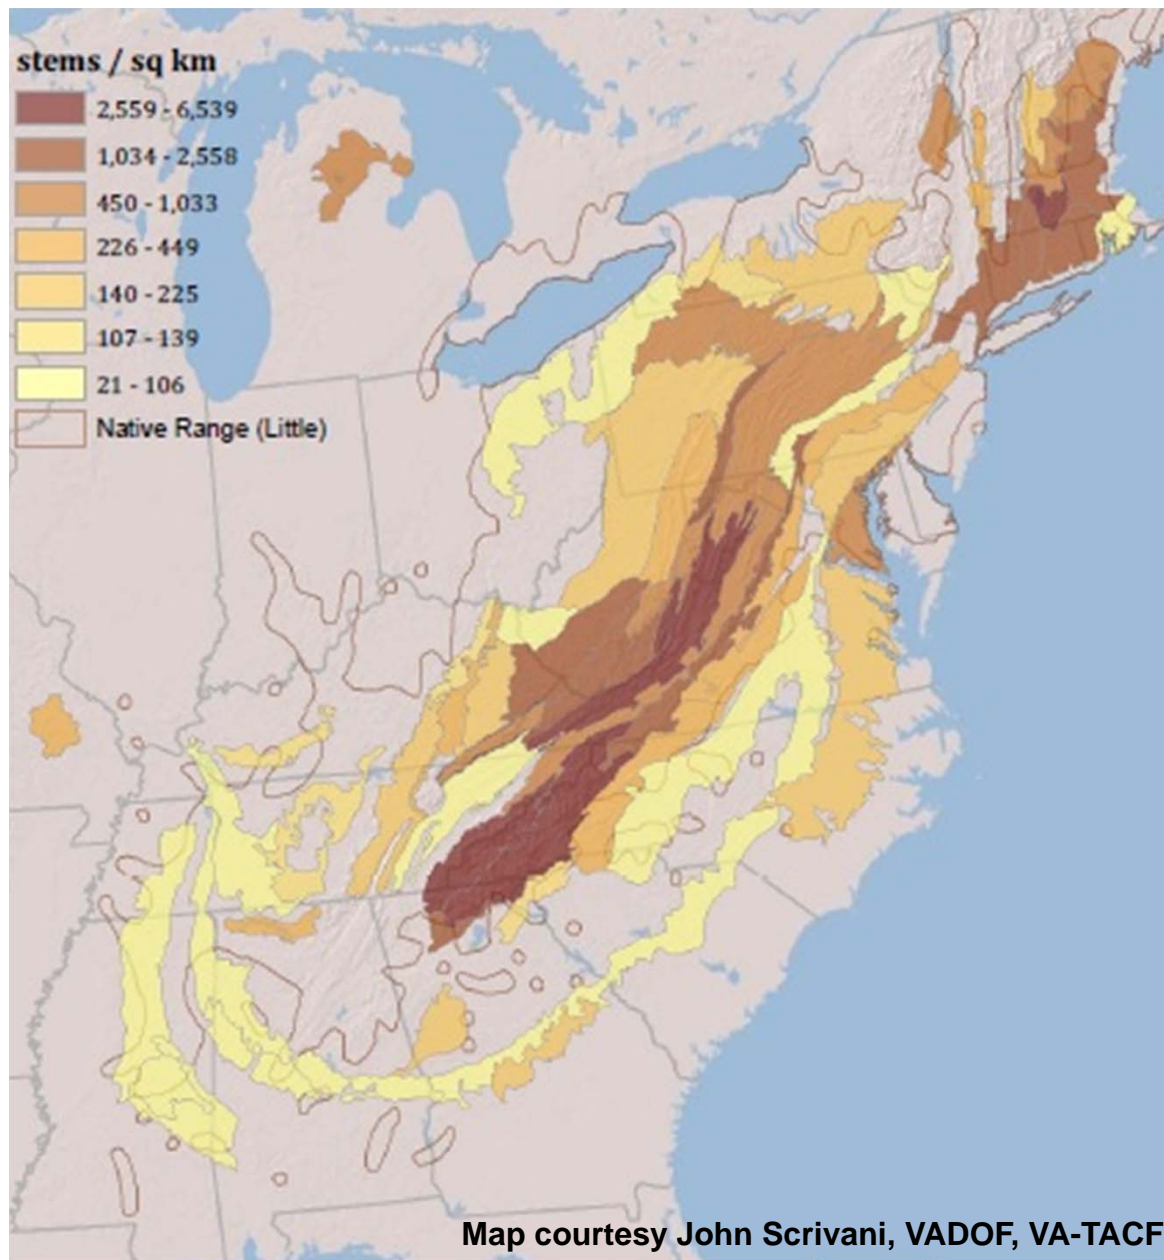 stems / sq km
2,559 - 6,539
1,034 - 2,558
450 - 1,033
226 - 449
140 - 225
107 - 139
21 - 106
Native Range (Little)
Map courtesy John Scrivani, VADOF, VA-TACF